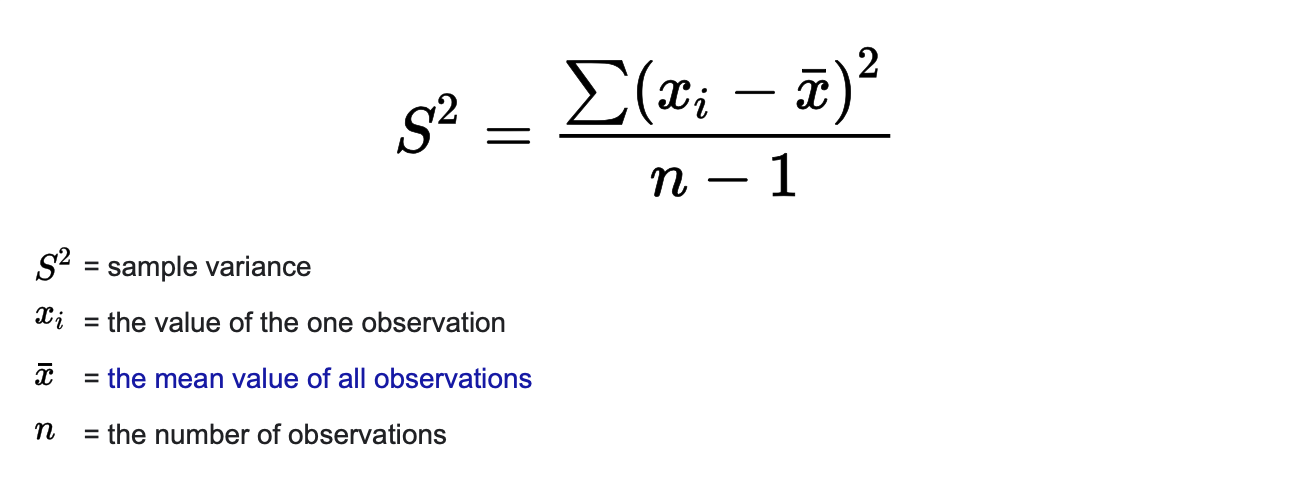 S² = ∑(xᵢ − x̄)² / n − 1
S² = sample variance
xᵢ = the value of the one observation
x̄ = the mean value of all observations
n = the number of observations